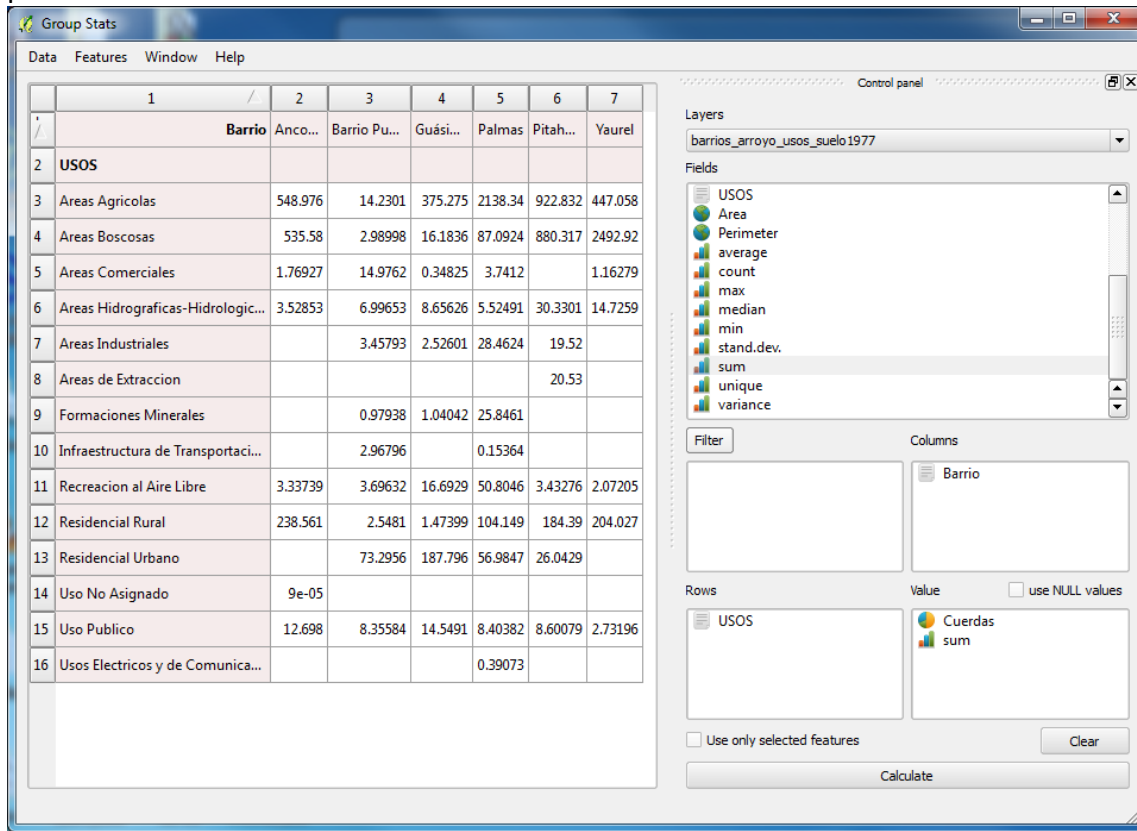 Group Stats
Data Features Window Help
1 2 3 4 5 6 7
Barrio Anco... Barrio Pu... Guási... Palmas Pitah... Yaurel
2 USOS
3 Areas Agricolas 548.976 14.2301 375.275 2138.34 922.832 447.058
4 Areas Boscosas 535.58 2.98998 16.1836 87.0924 880.317 2492.92
5 Areas Comerciales 1.76927 14.9762 0.34825 3.7412 1.16279
6 Areas Hidrograficas-Hidrologic... 3.52853 6.99653 8.65626 5.52491 30.3301 14.7259
7 Areas Industriales 3.45793 2.52601 28.4624 19.52
8 Areas de Extraccion 20.53
9 Formaciones Minerales 0.97938 1.04042 25.8461
10 Infraestructura de Transportaci... 2.96796 0.15364
11 Recreacion al Aire Libre 3.33739 3.69632 16.6929 50.8046 3.43276 2.07205
12 Residencial Rural 238.561 2.5481 1.47399 104.149 184.39 204.027
13 Residencial Urbano 73.2956 187.796 56.9847 26.0429
14 Uso No Asignado 9e-05
15 Uso Publico 12.698 8.35584 14.5491 8.40382 8.60079 2.73196
16 Usos Electricos y de Comunica... 0.39073
Control panel
Layers
barrios_arroyo_usos_suelo1977
Fields
USOS
Area
Perimeter
average
count
max
median
min
stand.dev.
sum
unique
variance
Filter Columns
Barrio
Rows Value use NULL values
USOS Cuerdas
sum
Use only selected features Clear
Calculate